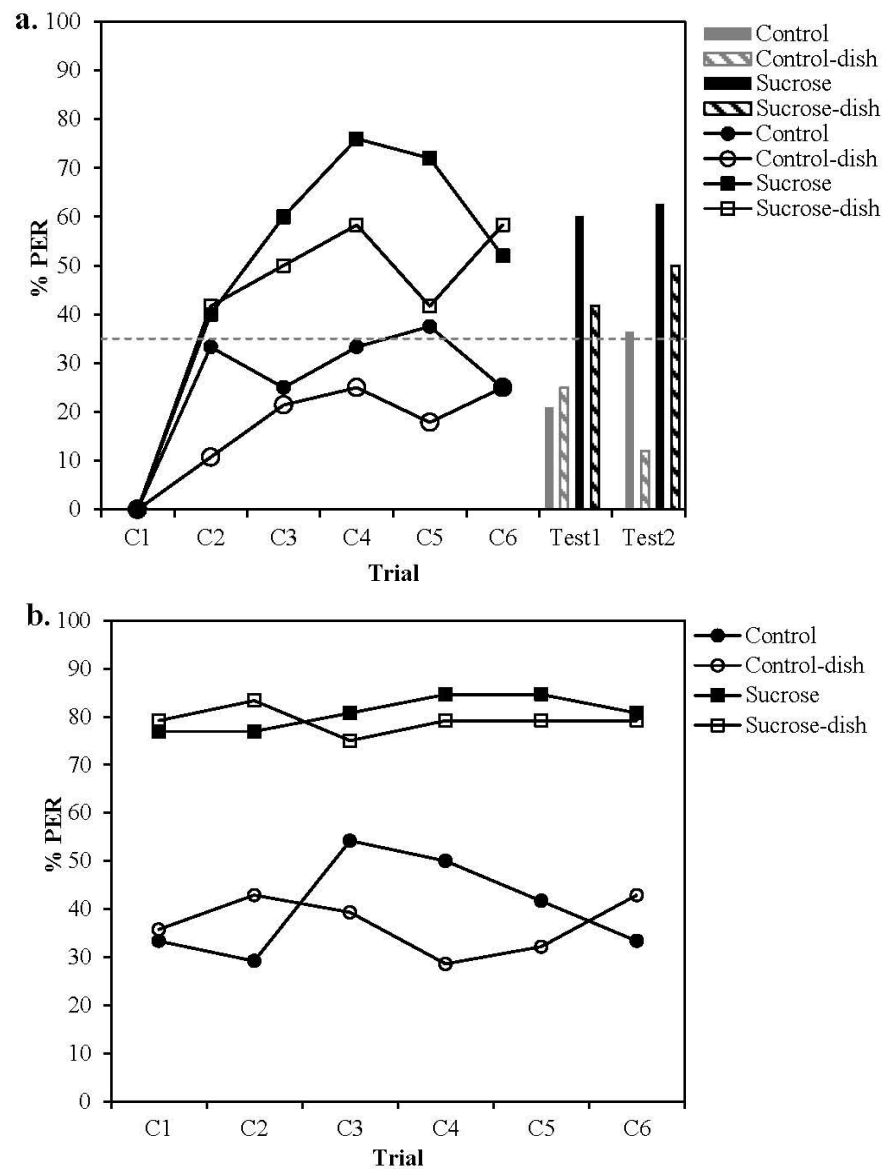 a.
100
90
80
70
60
50
40
30
20
10
0
% PER
C1 C2 C3 C4 C5 C6 Test1 Test2
Trial
Control
Control-dish
Sucrose
Sucrose-dish
Control
Control-dish
Sucrose
Sucrose-dish
b.
100
90
80
70
60
50
40
30
20
10
0
% PER
C1 C2 C3 C4 C5 C6
Trial
Control
Control-dish
Sucrose
Sucrose-dish